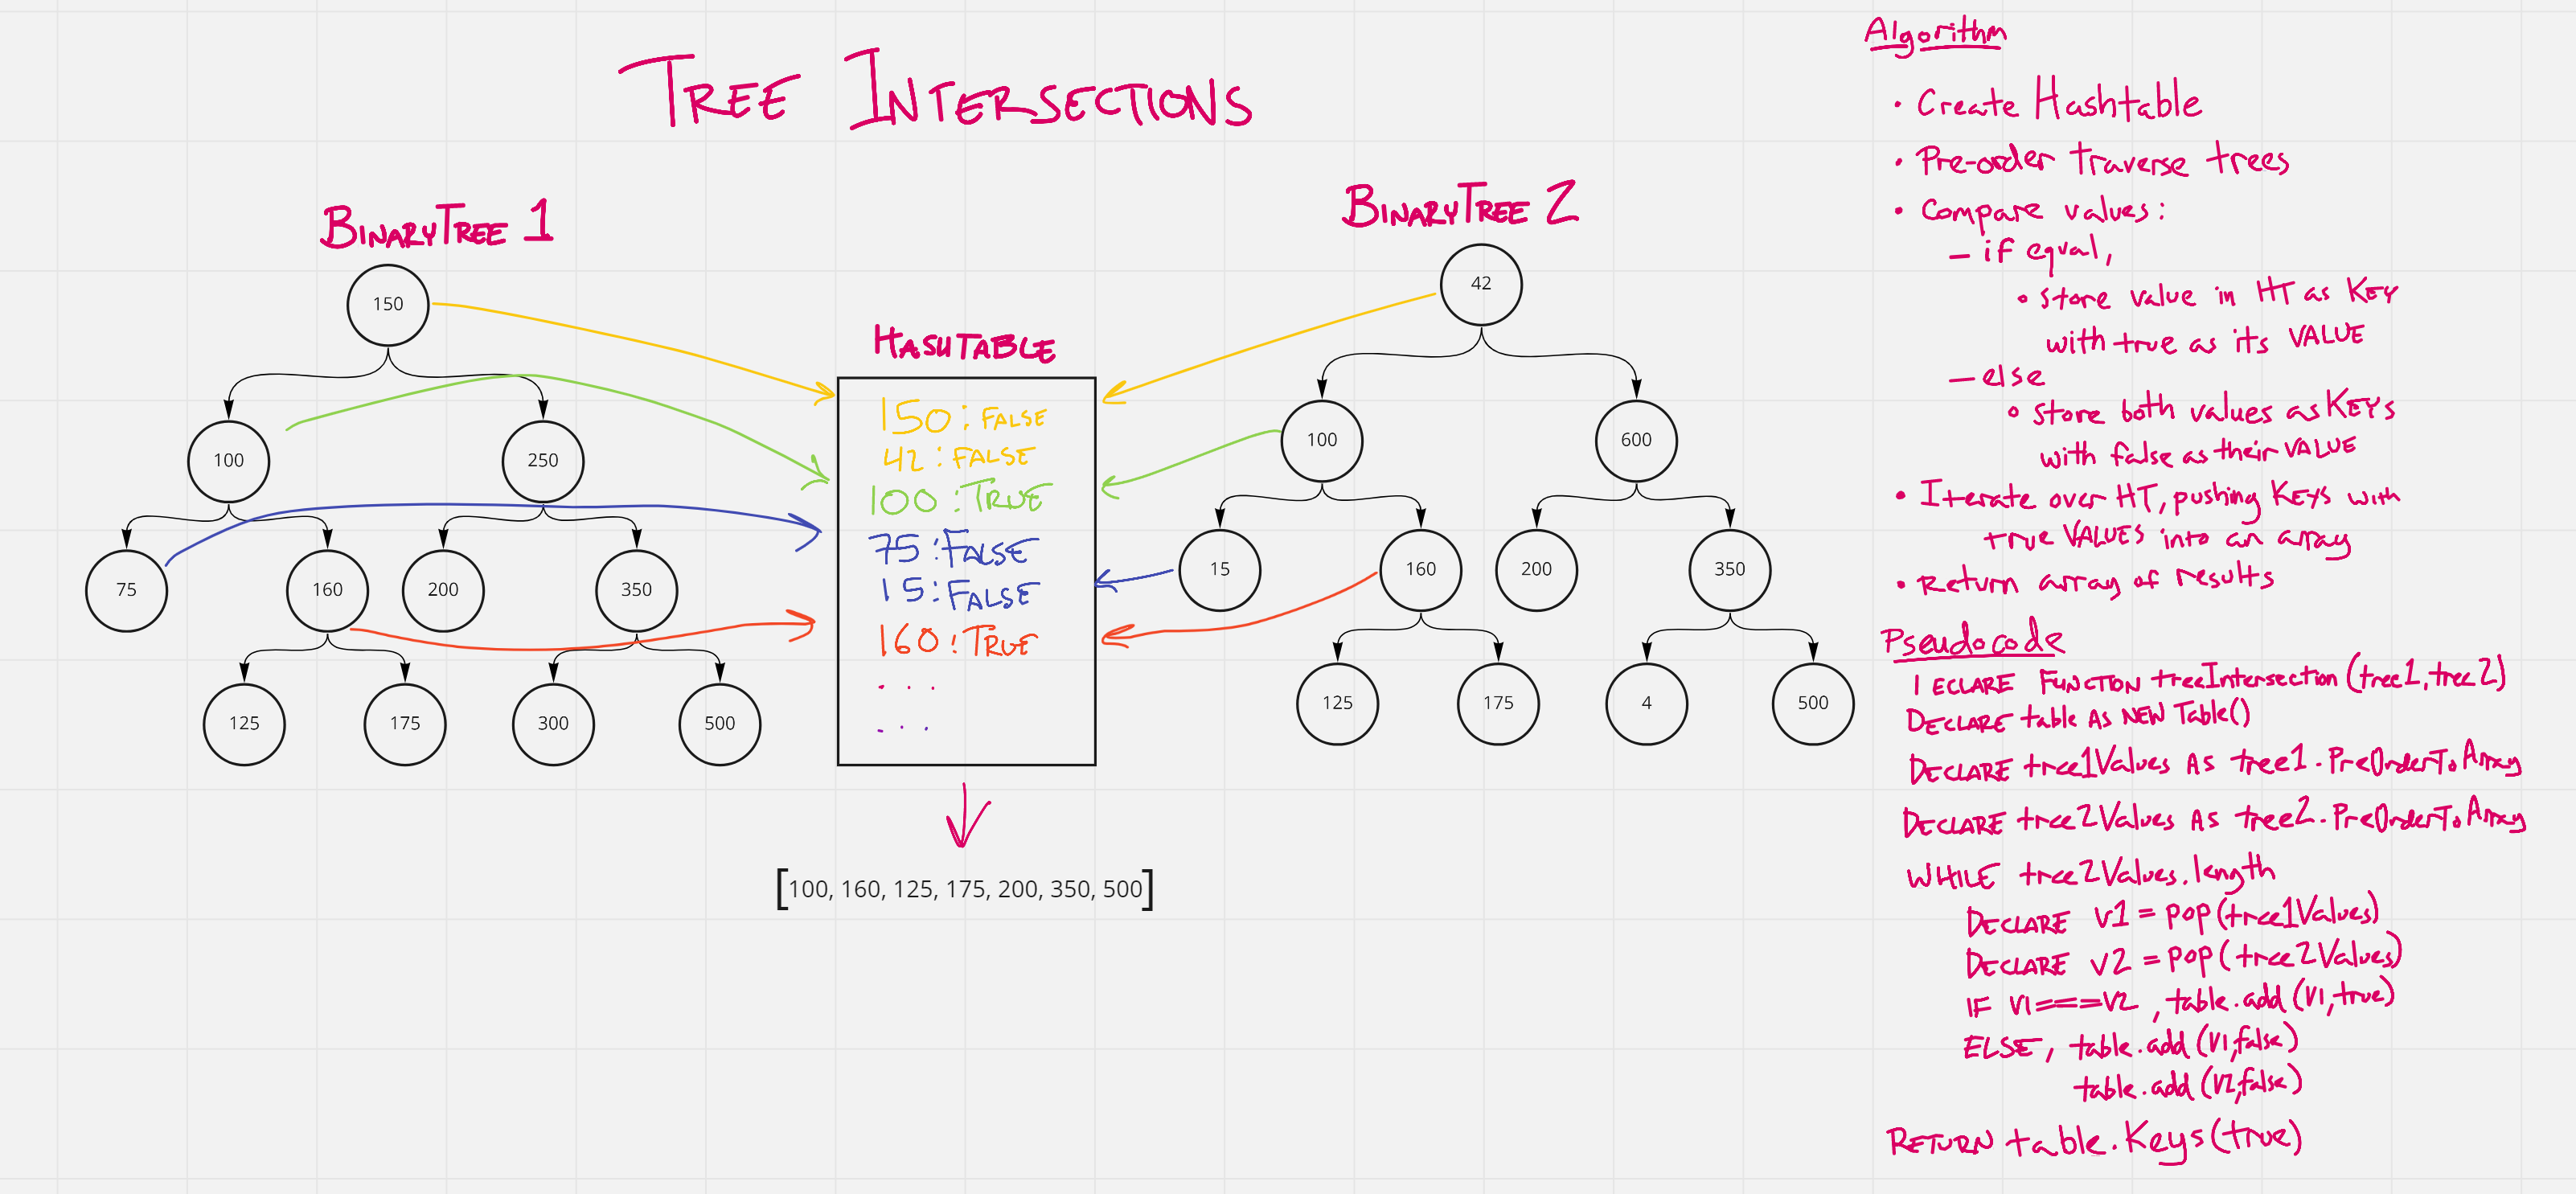 TREE INTERSECTIONS
BINARYTREE 1
150
100
250
75
160
200
350
125
175
300
500
HASHTABLE
150 : FALSE
42 : FALSE
100 : TRUE
75 : FALSE
15 : FALSE
160 : TRUE
. . .
. . .
[100, 160, 125, 175, 200, 350, 500]
BINARYTREE 2
42
100
600
15
160
200
350
125
175
4
500
Algorithm
• Create Hashtable
• Pre-order traverse trees
• Compare values:
– if equal,
• Store value in HT as KEY
with true as its VALUE
– else
• Store both values as KEYS
with false as their VALUE
• Iterate over HT, pushing KEYS with
true VALUES into an array
• Return array of results
Pseudocode
DECLARE FUNCTION treeIntersection (tree1, tree2)
DECLARE table AS NEW Table()
DECLARE tree1Values AS tree1.PreOrderToArray
DECLARE tree2Values AS tree2.PreOrderToArray
WHILE tree2Values.length
DECLARE v1 = pop(tree1Values)
DECLARE v2 = pop(tree2Values)
IF v1===v2, table.add(v1,true)
ELSE, table.add(v1,false)
table.add(v2,false)
RETURN table.Keys(true)